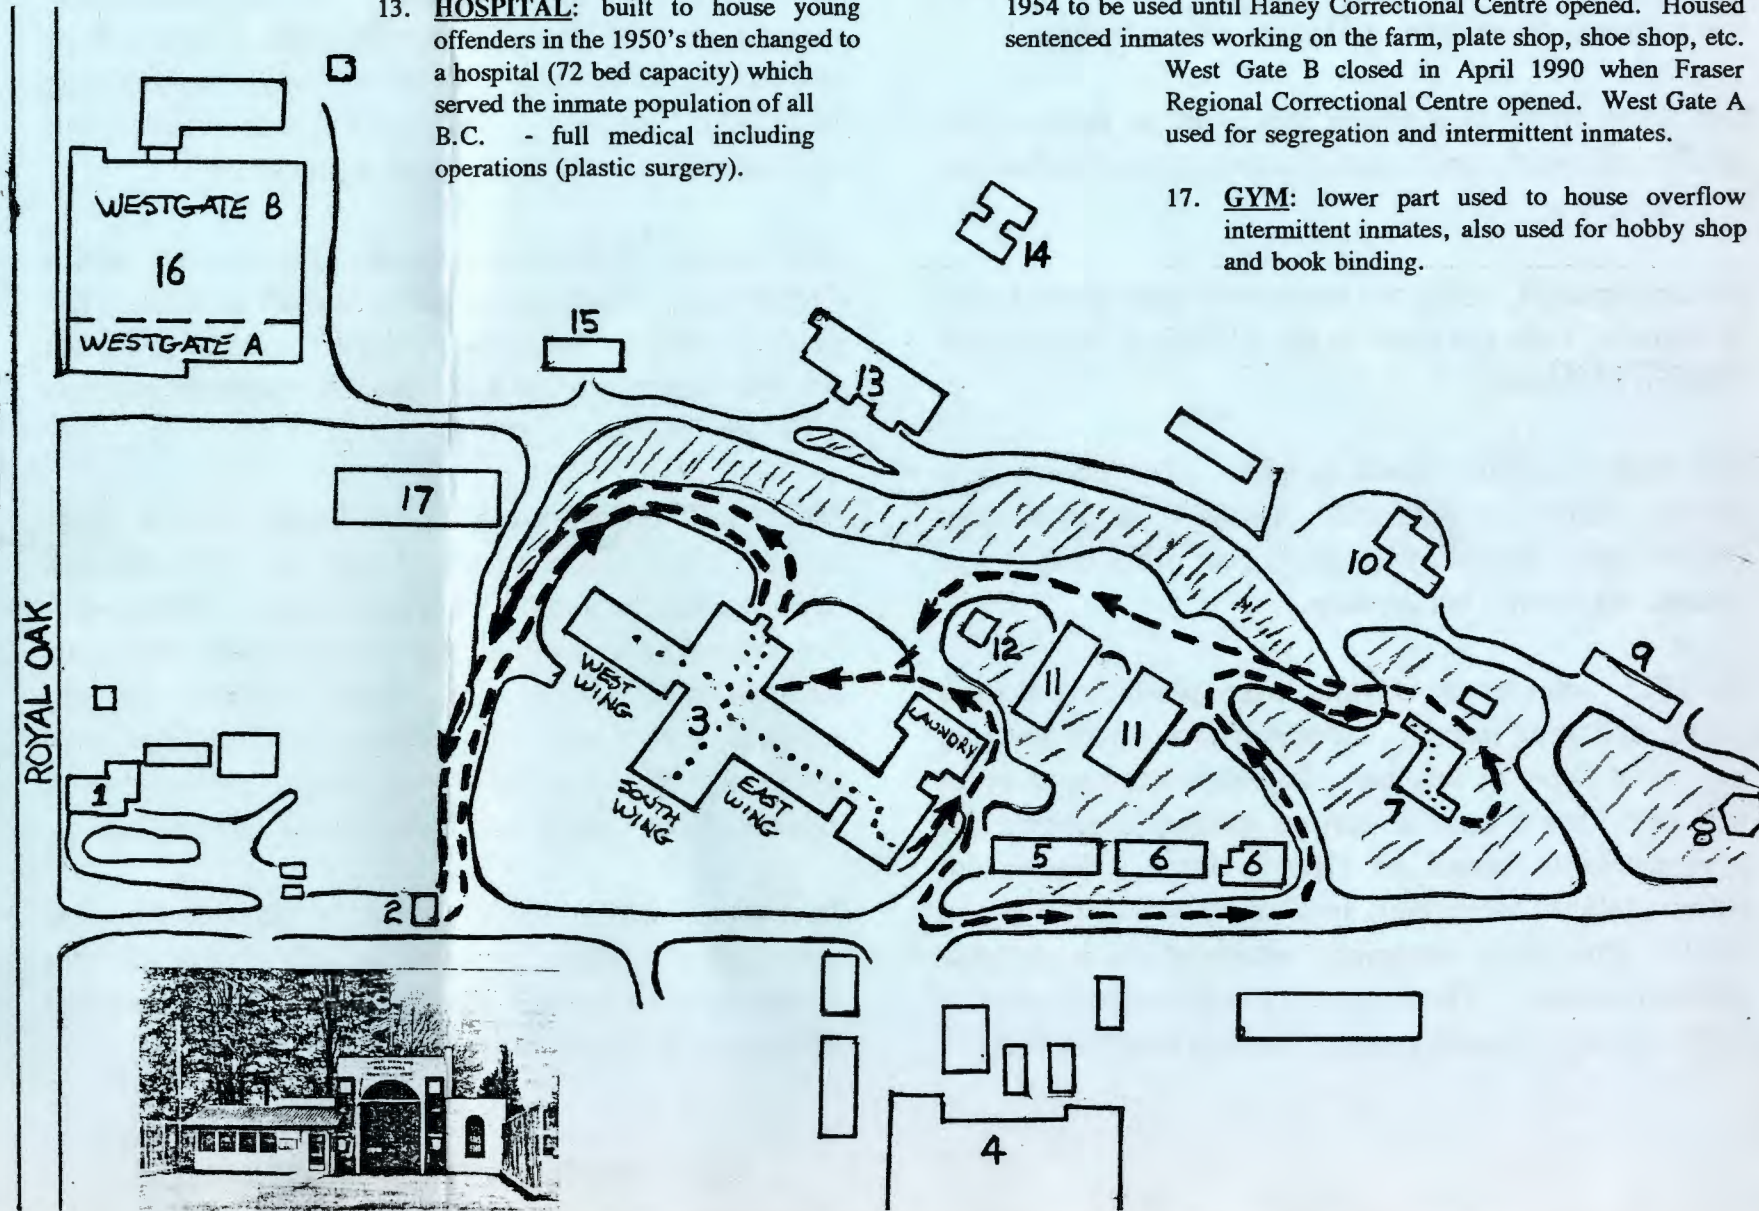 13. HOSPITAL: built to house young
offenders in the 1950's then changed to
a hospital (72 bed capacity) which
served the inmate population of all
B.C. - full medical including
operations (plastic surgery).
1954 to be used until Haney Correctional Centre opened. Housed
sentenced inmates working on the farm, plate shop, shoe shop, etc.
West Gate B closed in April 1990 when Fraser
Regional Correctional Centre opened. West Gate A
used for segregation and intermittent inmates.
17. GYM: lower part used to house overflow
intermittent inmates, also used for hobby shop
and book binding.
WESTGATE B
16
WESTGATE A
14
15
13
17
10
ROYAL OAK
12
11
11
9
WEST
WING
3
LAUNDRY
SOUTH
WING
EAST
WING
1
7
8
5
6
6
2
4